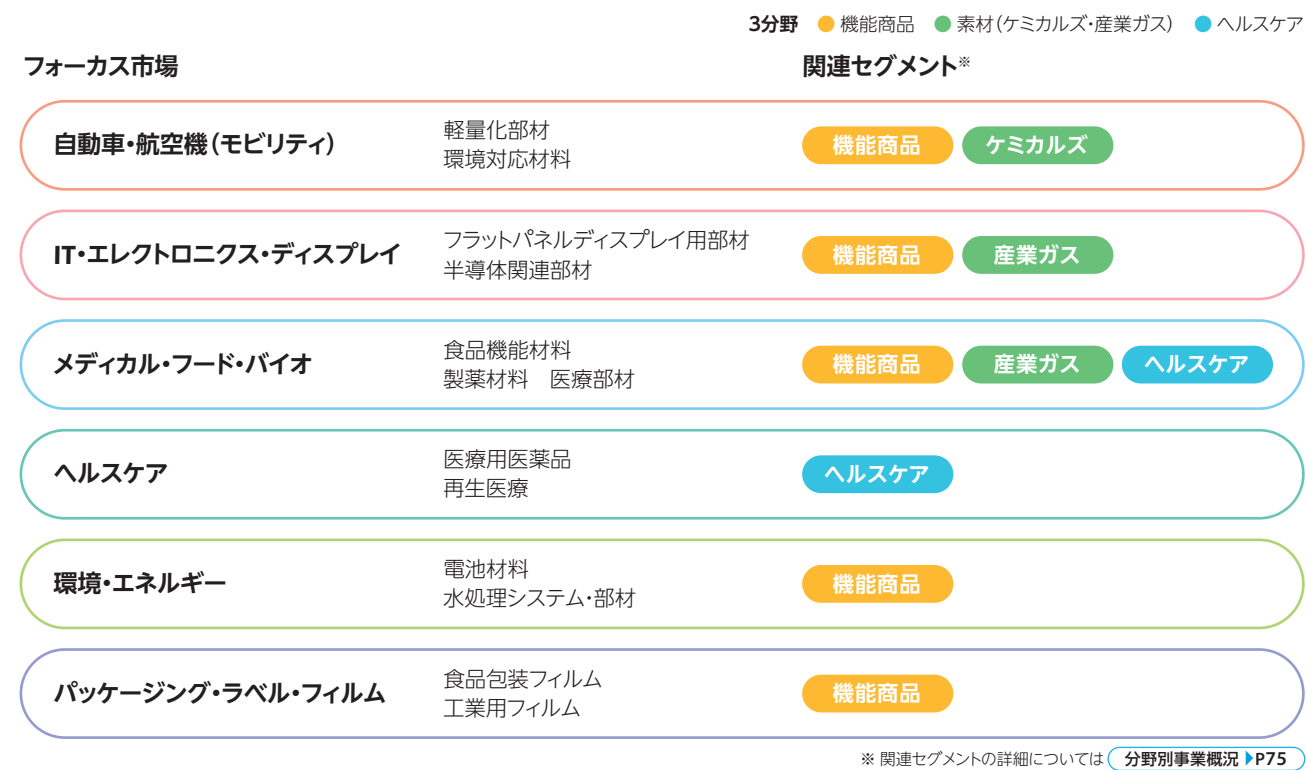 3分野 機能商品 素材(ケミカルズ・産業ガス) ヘルスケア
フォーカス市場 関連セグメント※
自動車・航空機(モビリティ)
軽量化部材
環境対応材料
機能商品 ケミカルズ
IT・エレクトロニクス・ディスプレイ
フラットパネルディスプレイ用部材
半導体関連部材
機能商品 産業ガス
メディカル・フード・バイオ
食品機能材料
製薬材料 医療部材
機能商品 産業ガス ヘルスケア
ヘルスケア
医療用医薬品
再生医療
ヘルスケア
環境・エネルギー
電池材料
水処理システム・部材
機能商品
パッケージング・ラベル・フィルム
食品包装フィルム
工業用フィルム
機能商品
※ 関連セグメントの詳細については 分野別事業概況 ▶P75